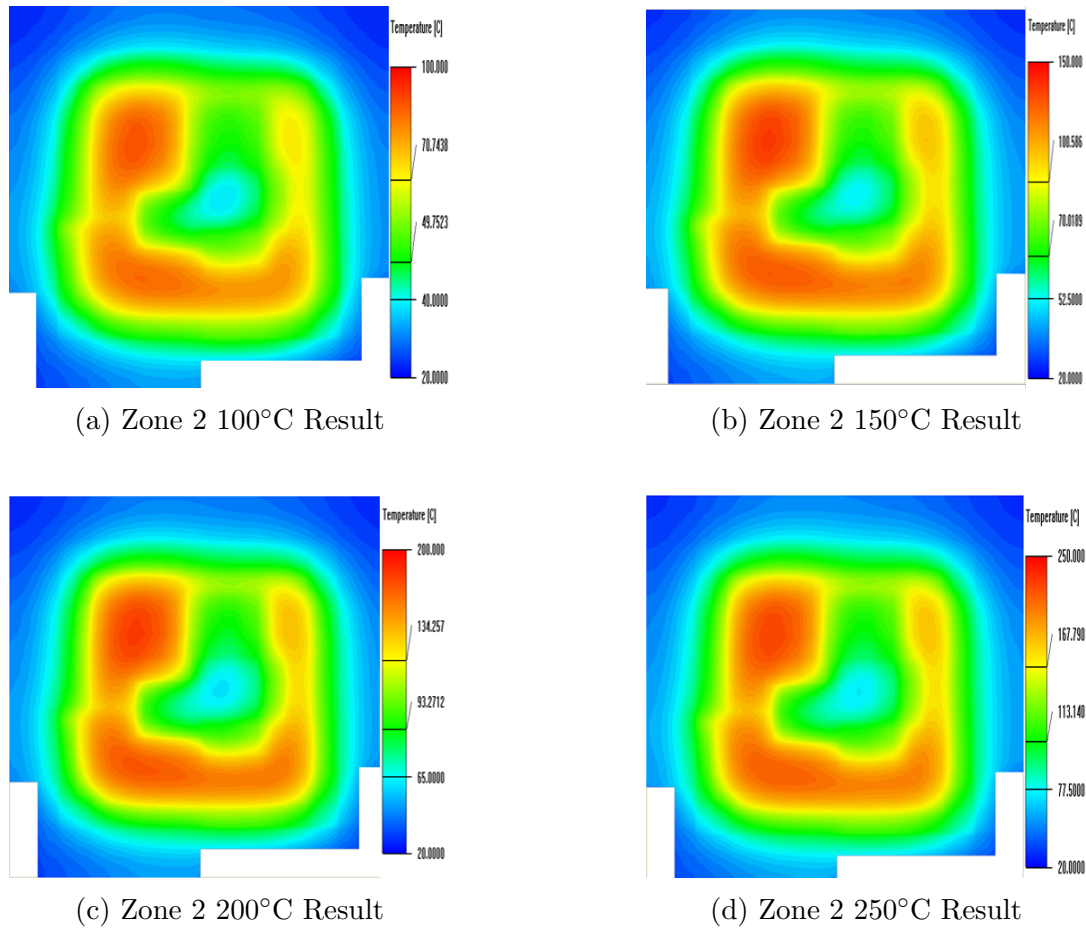 Temperature [C]
100.000
70.7438
49.7523
40.0000
20.0000
(a) Zone 2 100°C Result
Temperature [C]
150.000
100.586
70.0189
52.5000
20.0000
(b) Zone 2 150°C Result
Temperature [C]
200.000
134.257
93.2712
65.0000
20.0000
(c) Zone 2 200°C Result
Temperature [C]
250.000
167.790
113.140
77.5000
20.0000
(d) Zone 2 250°C Result